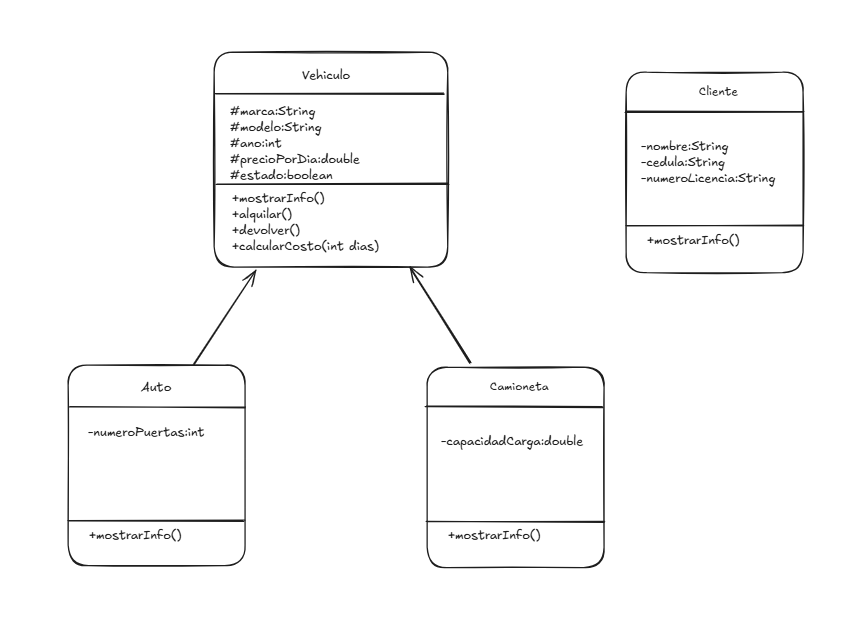 Vehiculo
#marca:String
#modelo:String
#ano:int
#precioPorDia:double
#estado:boolean
+mostrarInfo()
+alquilar()
+devolver()
+calcularCosto(int dias)
Cliente
-nombre:String
-cedula:String
-numeroLicencia:String
+mostrarInfo()
Auto
-numeroPuertas:int
+mostrarInfo()
Camioneta
-capacidadCarga:double
+mostrarInfo()